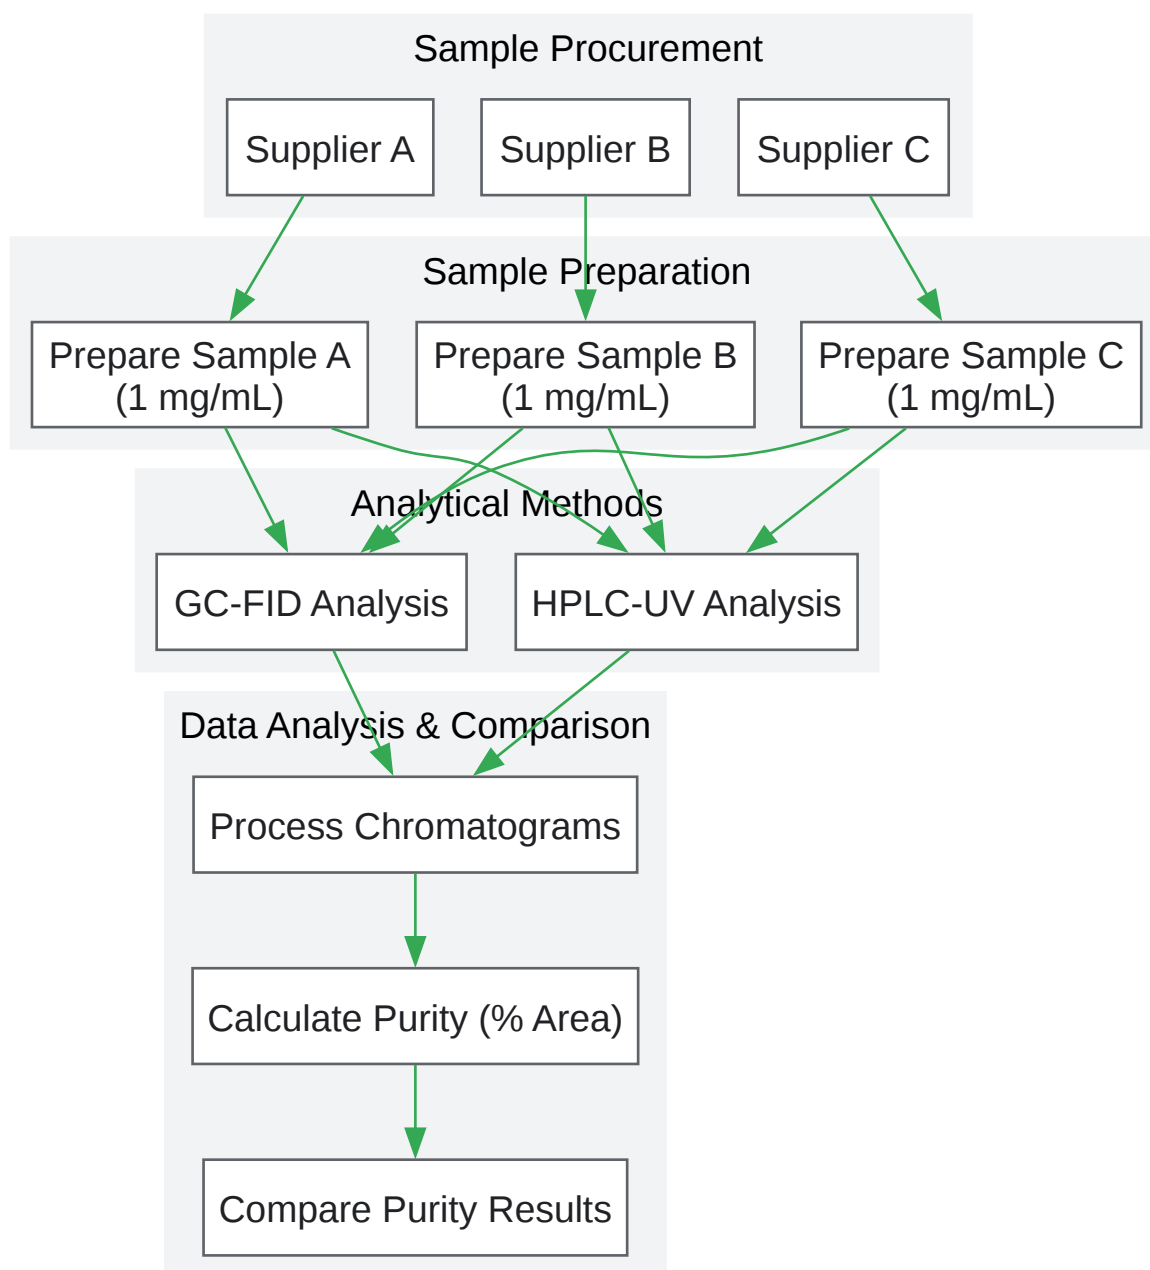 Sample Procurement
Supplier A
Supplier B
Supplier C
Sample Preparation
Prepare Sample A
(1 mg/mL)
Prepare Sample B
(1 mg/mL)
Prepare Sample C
(1 mg/mL)
Analytical Methods
GC-FID Analysis
HPLC-UV Analysis
Data Analysis & Comparison
Process Chromatograms
Calculate Purity (% Area)
Compare Purity Results